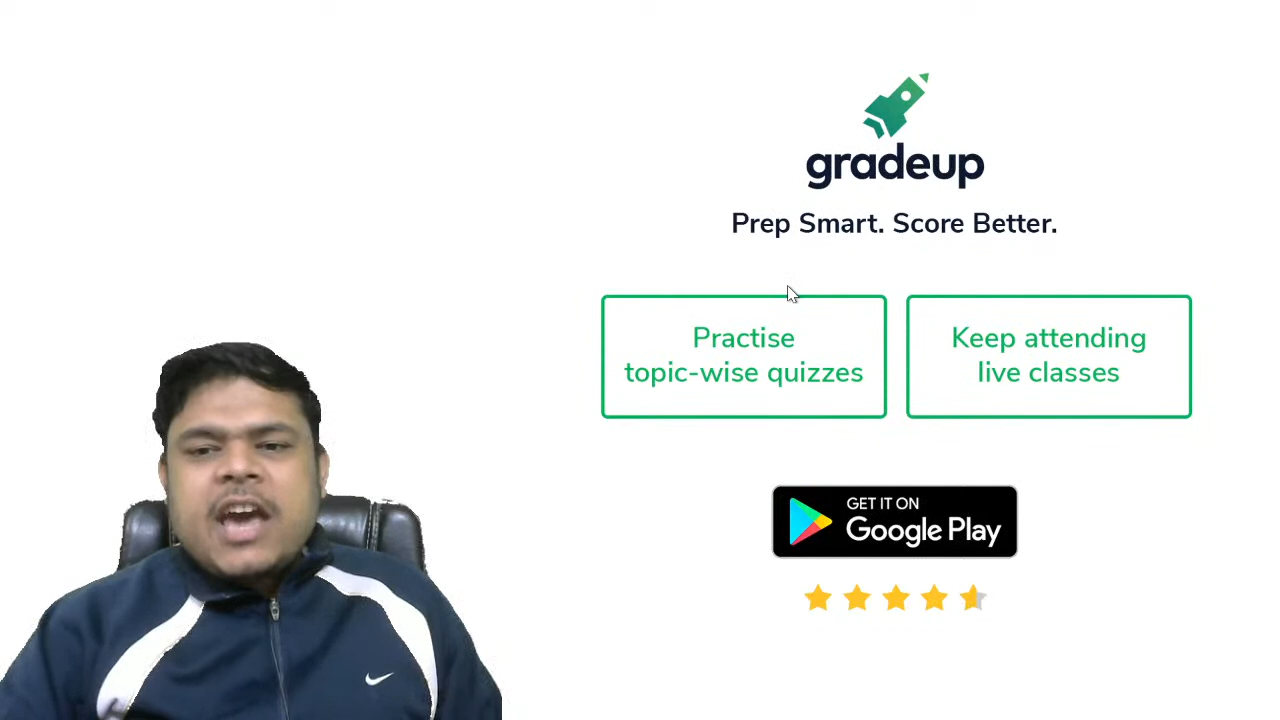 gradeup
Prep Smart. Score Better.
Practise
topic-wise quizzes
Keep attending
live classes
GET IT ON
Google Play